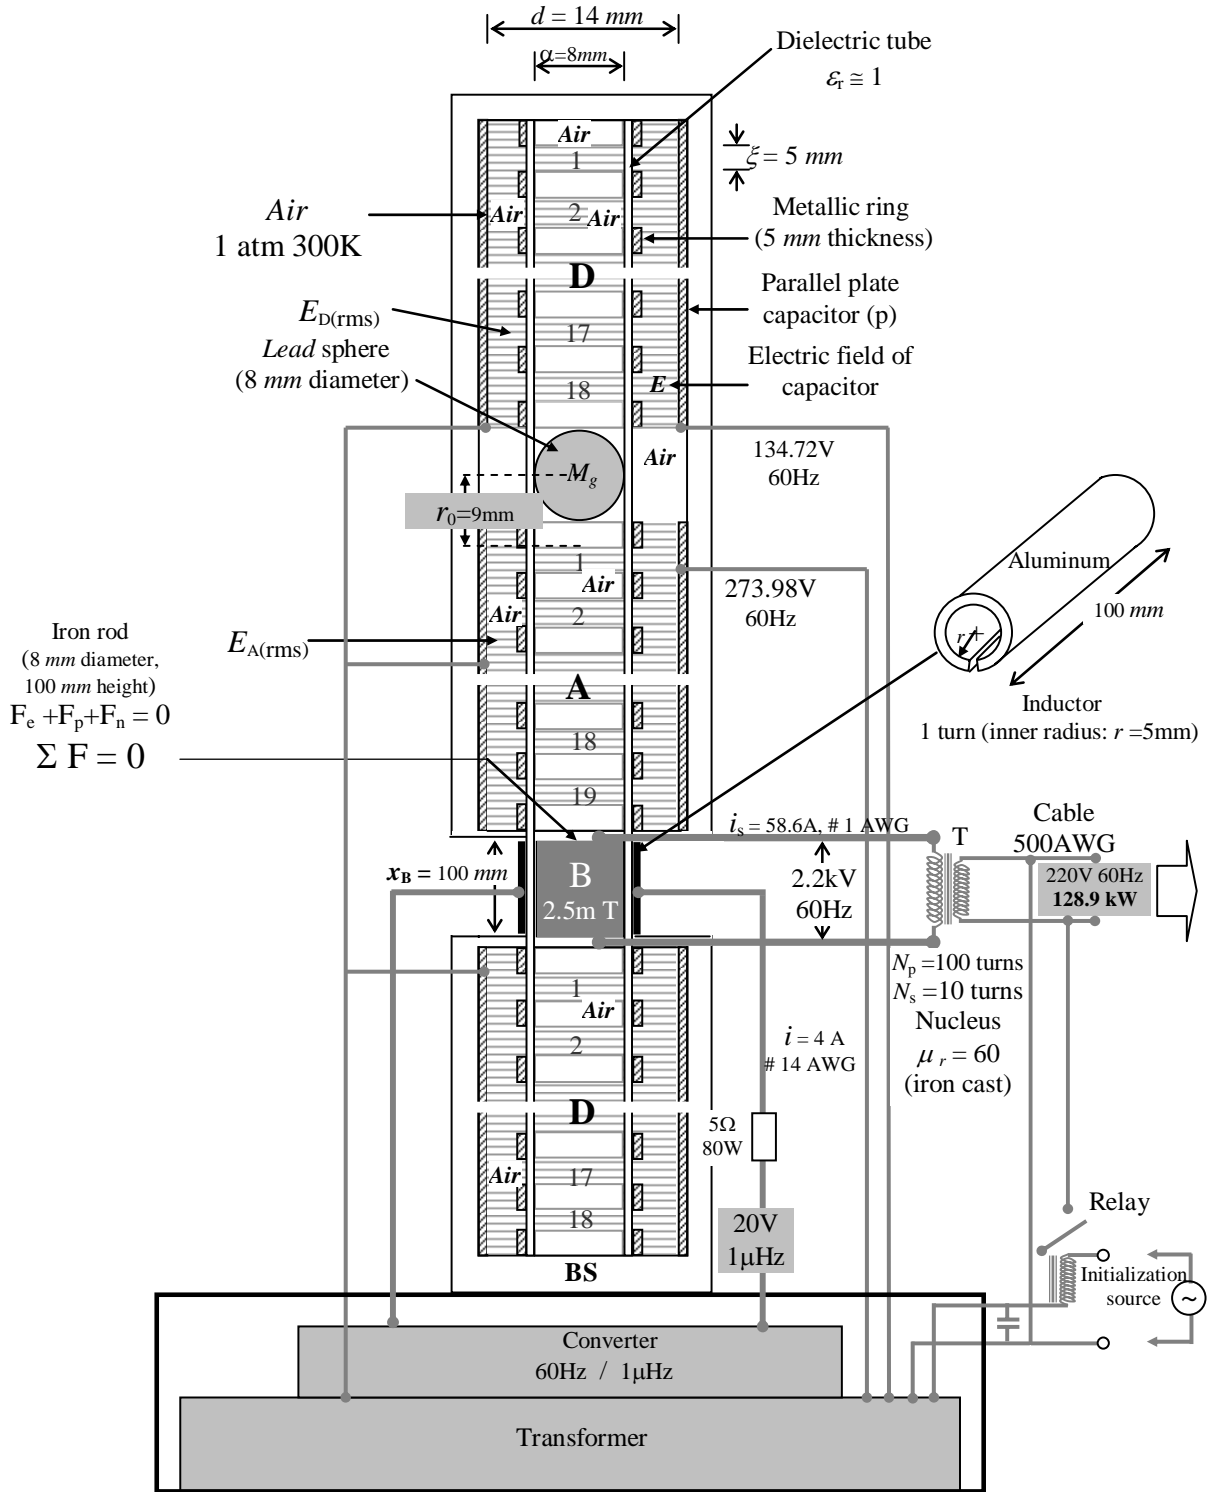 d = 14 mm
α=8mm
Dielectric tube
εr ≅ 1
Air
1
ξ = 5 mm
Air
1 atm 300K
Air
2
Air
Metallic ring
(5 mm thickness)
D
Parallel plate
capacitor (p)
ED(rms)
17
Lead sphere
(8 mm diameter)
Electric field of
capacitor
E
18
134.72V
60Hz
Air
Mg
r0=9mm
1
Air
273.98V
60Hz
Air
2
Aluminum
100 mm
r
Iron rod
(8 mm diameter,
100 mm height)
Fe +Fp+Fn = 0
Σ F = 0
EA(rms)
A
18
19
Inductor
1 turn (inner radius: r =5mm)
is = 58.6A, # 1 AWG
T
Cable
500AWG
xB = 100 mm
B
2.5m T
2.2kV
60Hz
220V 60Hz
128.9 kW
1
Air
2
Np =100 turns
Ns =10 turns
Nucleus
μ r = 60
(iron cast)
i = 4 A
# 14 AWG
D
5Ω
80W
Air
17
18
20V
1μHz
Relay
BS
Initialization
source
Converter
60Hz / 1μHz
Transformer